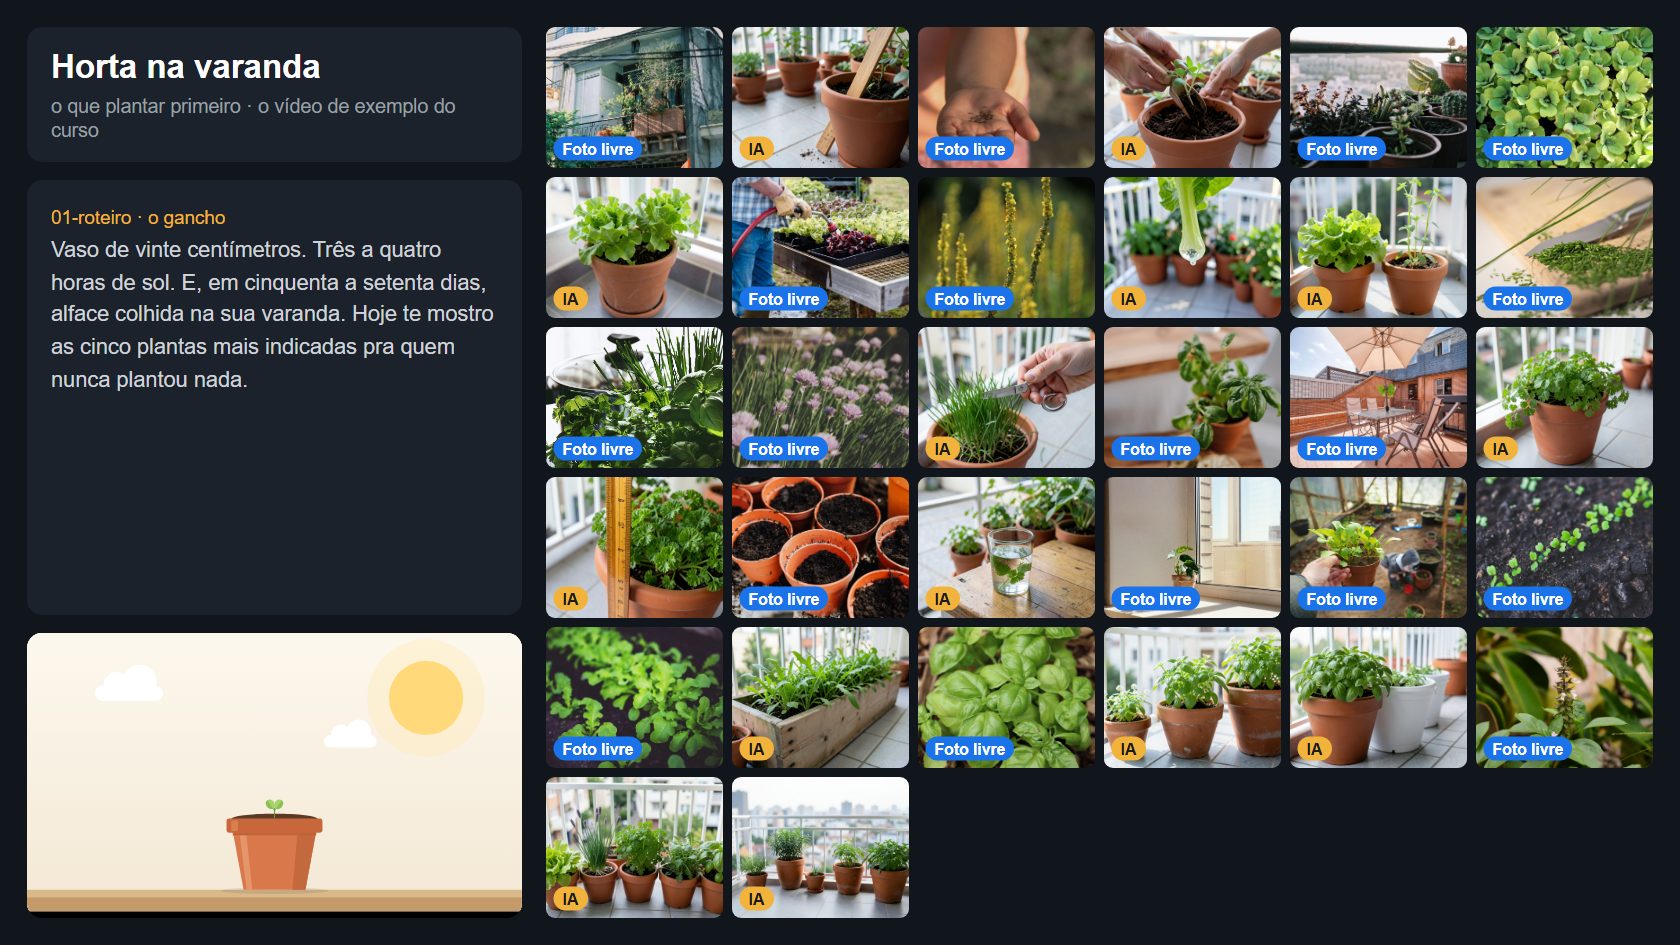 Horta na varanda
o que plantar primeiro · o vídeo de exemplo do
curso
01-roteiro · o gancho
Vaso de vinte centímetros. Três a quatro
horas de sol. E, em cinquenta a setenta dias,
alface colhida na sua varanda. Hoje te mostro
as cinco plantas mais indicadas pra quem
nunca plantou nada.
Foto livre
IA
Foto livre
IA
Foto livre
Foto livre
IA
Foto livre
Foto livre
IA
IA
Foto livre
Foto livre
Foto livre
IA
Foto livre
Foto livre
IA
IA
Foto livre
IA
Foto livre
Foto livre
Foto livre
Foto livre
IA
Foto livre
IA
IA
Foto livre
IA
IA